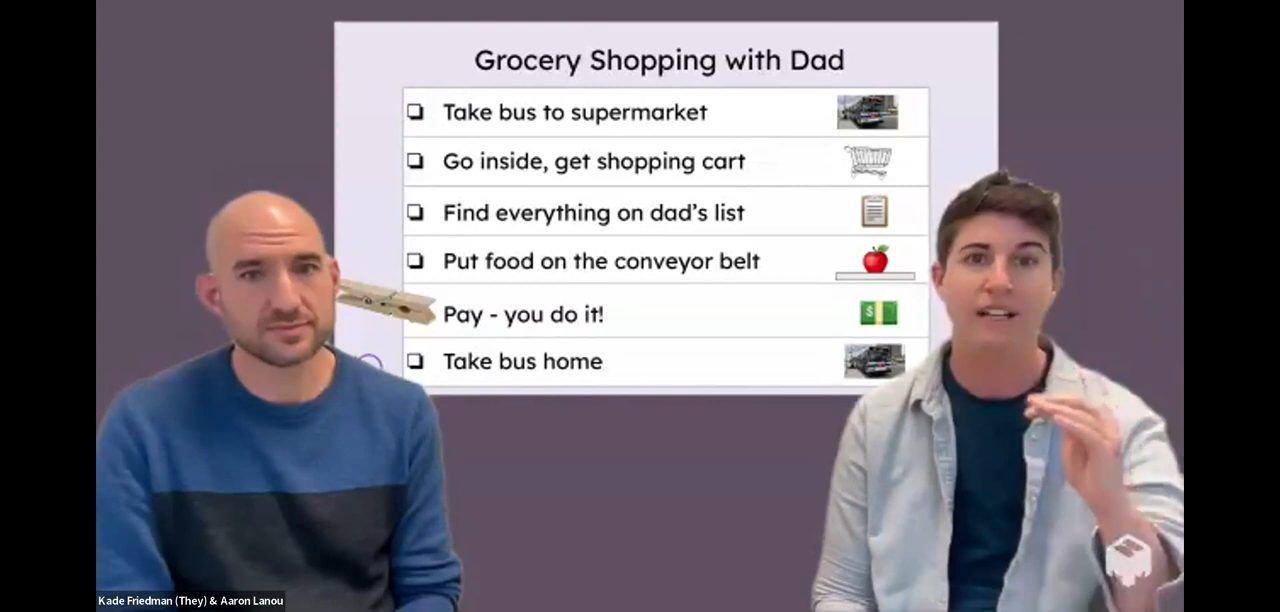 Grocery Shopping with Dad
Take bus to supermarket
Go inside, get shopping cart
Find everything on dad's list
Put food on the conveyor belt
Pay - you do it!
Take bus home
Kade Friedman (They) & Aaron Lanou